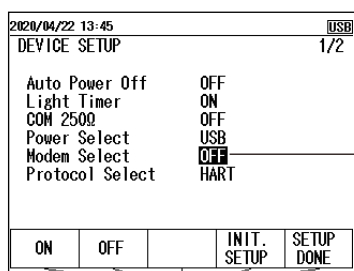 2020/04/22 13:45 USB
DEVICE SETUP 1/2
Auto Power Off OFF
Light Timer ON
COM 250Ω OFF
Power Select USB
Modem Select OFF
Protocol Select HART
ON OFF INIT. SETUP SETUP DONE